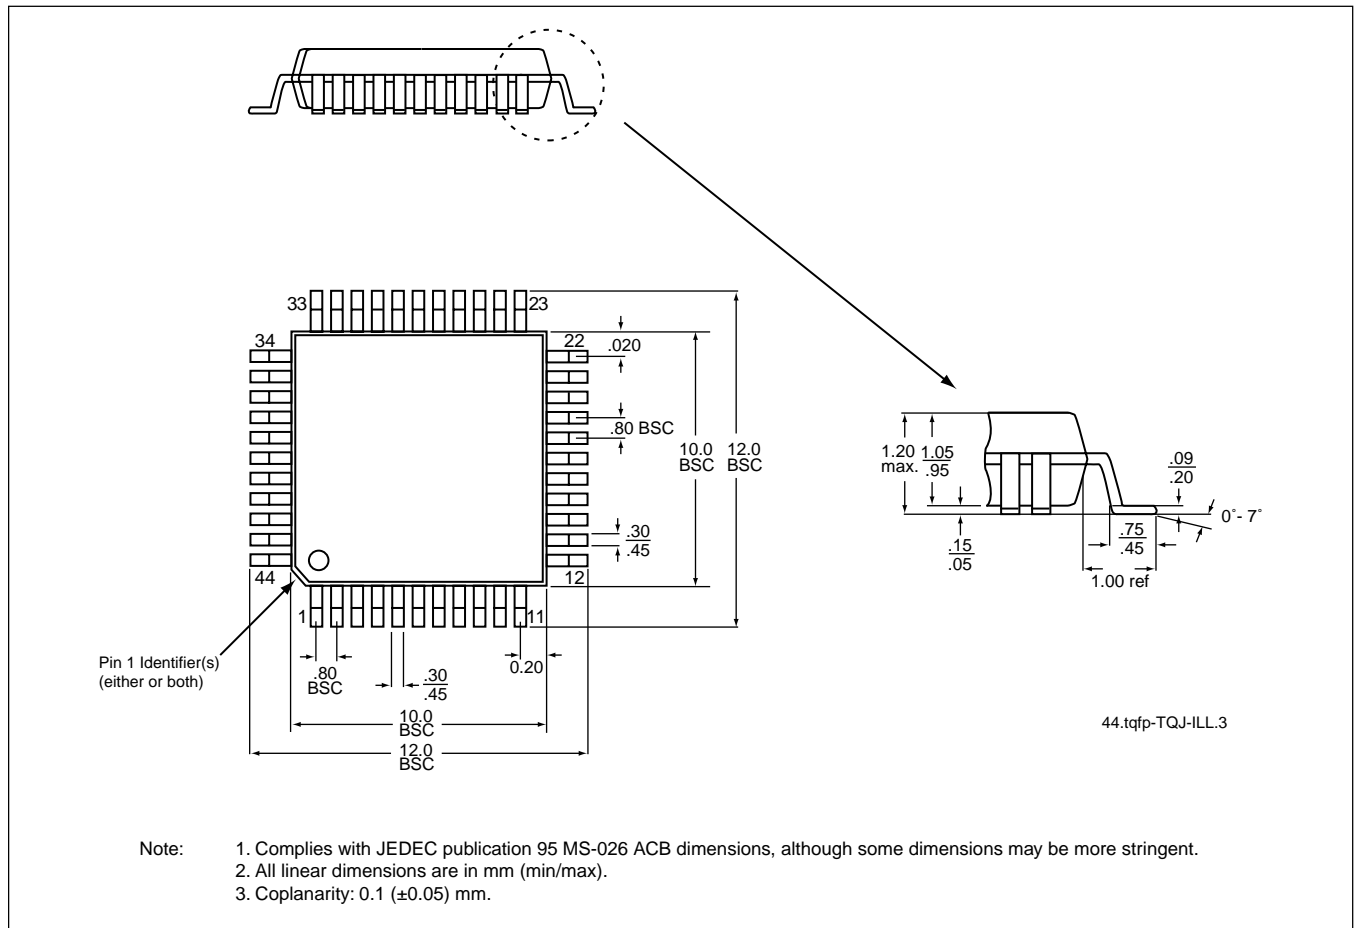 33
23
34
22
.020
.80 BSC
10.0
BSC
12.0
BSC
.30
.45
44
12
1
11
Pin 1 Identifier(s)
(either or both)
.80
BSC
.30
.45
0.20
10.0
BSC
12.0
BSC
1.20
max.
1.05
.95
.09
.20
0˚- 7˚
.15
.05
.75
.45
1.00 ref
44.tqfp-TQJ-ILL.3
Note:
1. Complies with JEDEC publication 95 MS-026 ACB dimensions, although some dimensions may be more stringent.
2. All linear dimensions are in mm (min/max).
3. Coplanarity: 0.1 (±0.05) mm.